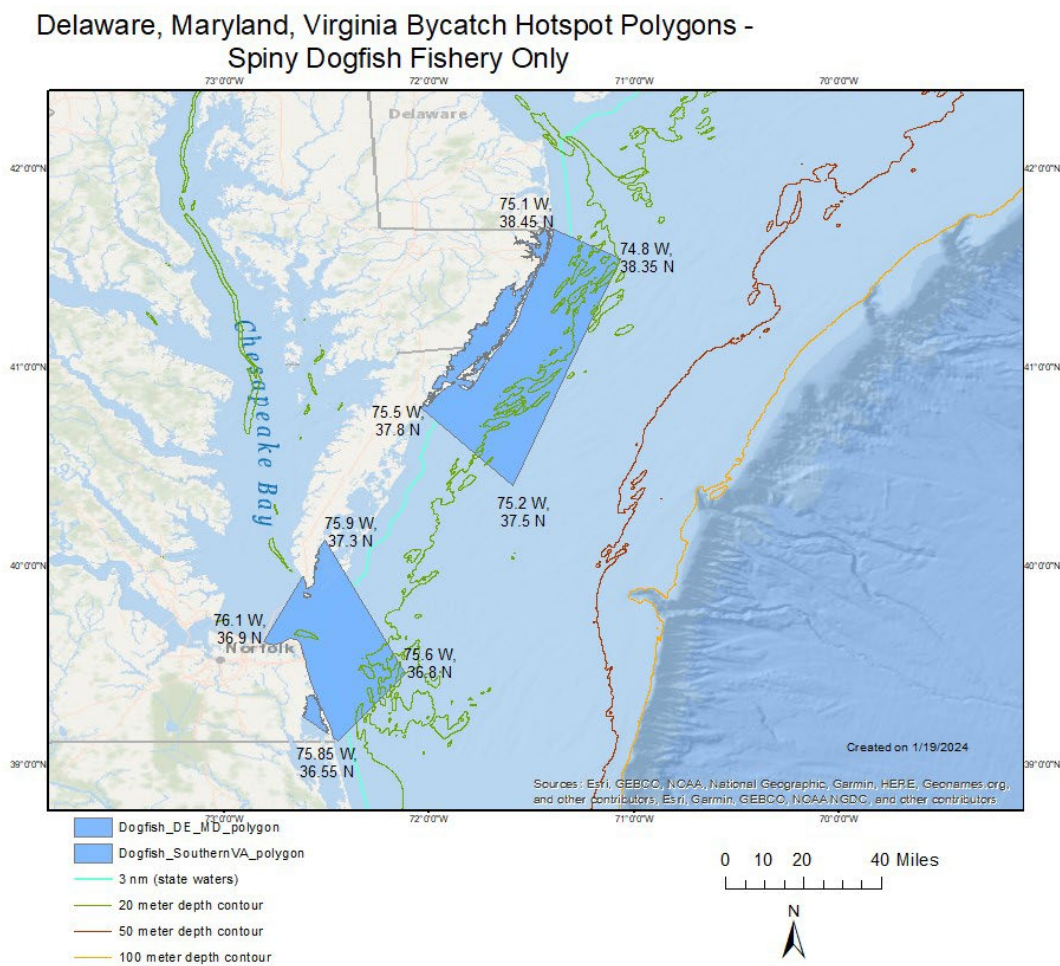 Delaware, Maryland, Virginia Bycatch Hotspot Polygons -
Spiny Dogfish Fishery Only
73°0'0"W
72°0'0"W
71°0'0"W
70°0'0"W
Delaware
42°0'0"N
42°0'0"N
75.1 W,
38.45 N
74.8 W,
38.35 N
Chesapeake Bay
41°0'0"N
41°0'0"N
75.5 W,
37.8 N
75.2 W,
37.5 N
75.9 W,
37.3 N
40°0'0"N
40°0'0"N
76.1 W,
36.9 N
Norfolk
75.6 W,
36.8 N
75.85 W,
36.55 N
Created on 1/19/2024
39°0'0"N
39°0'0"N
Sources: Esri, GEBCO, NOAA, National Geographic, Garmin, HERE, Geonames.org,
and other contributors, Esri, Garmin, GEBCO, NOAA NGDC, and other contributors
73°0'0"W
72°0'0"W
71°0'0"W
70°0'0"W
Dogfish_DE_MD_polygon
Dogfish_SouthernVA_polygon
3 nm (state waters)
20 meter depth contour
50 meter depth contour
100 meter depth contour
0 10 20 40 Miles
N